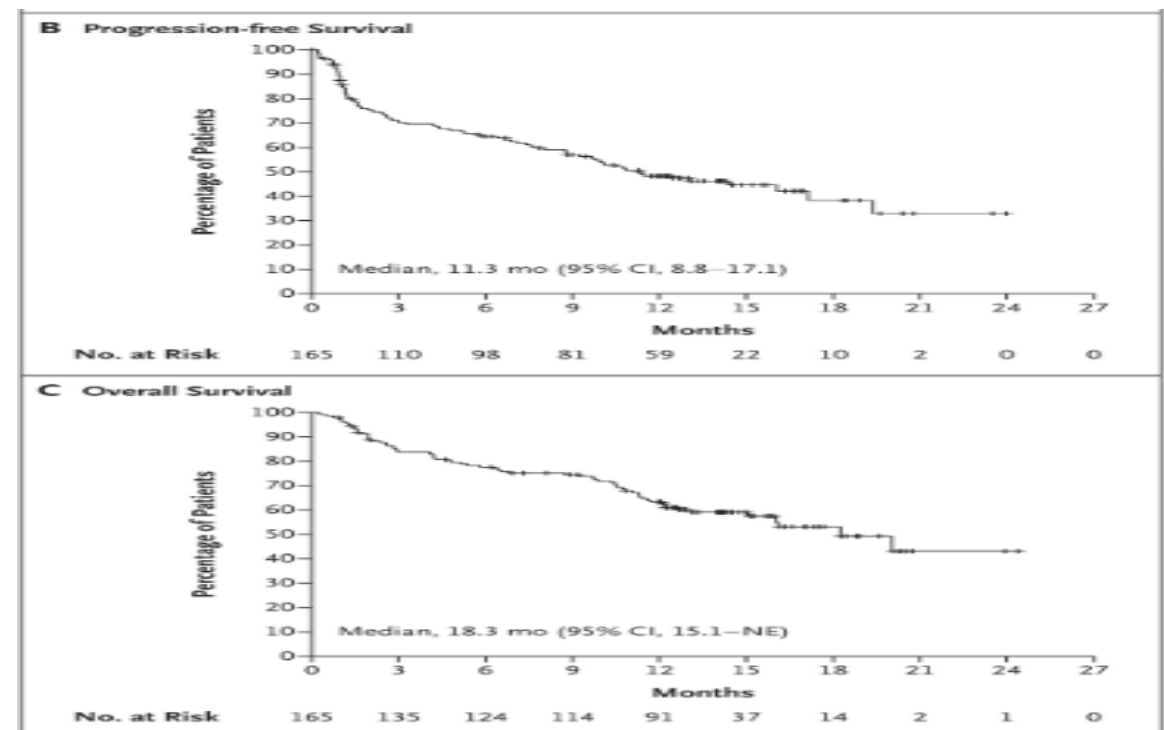 B Progression-free Survival
100
90
80
70
60
50
40
30
20
10
0
Percentage of Patients
Median, 11.3 mo (95% CI, 8.8–17.1)
0 3 6 9 12 15 18 21 24 27
Months
No. at Risk 165 110 98 81 59 22 10 2 0 0
C Overall Survival
100
90
80
70
60
50
40
30
20
10
0
Percentage of Patients
Median, 18.3 mo (95% CI, 15.1–NE)
0 3 6 9 12 15 18 21 24 27
Months
No. at Risk 165 135 124 114 91 37 14 2 1 0